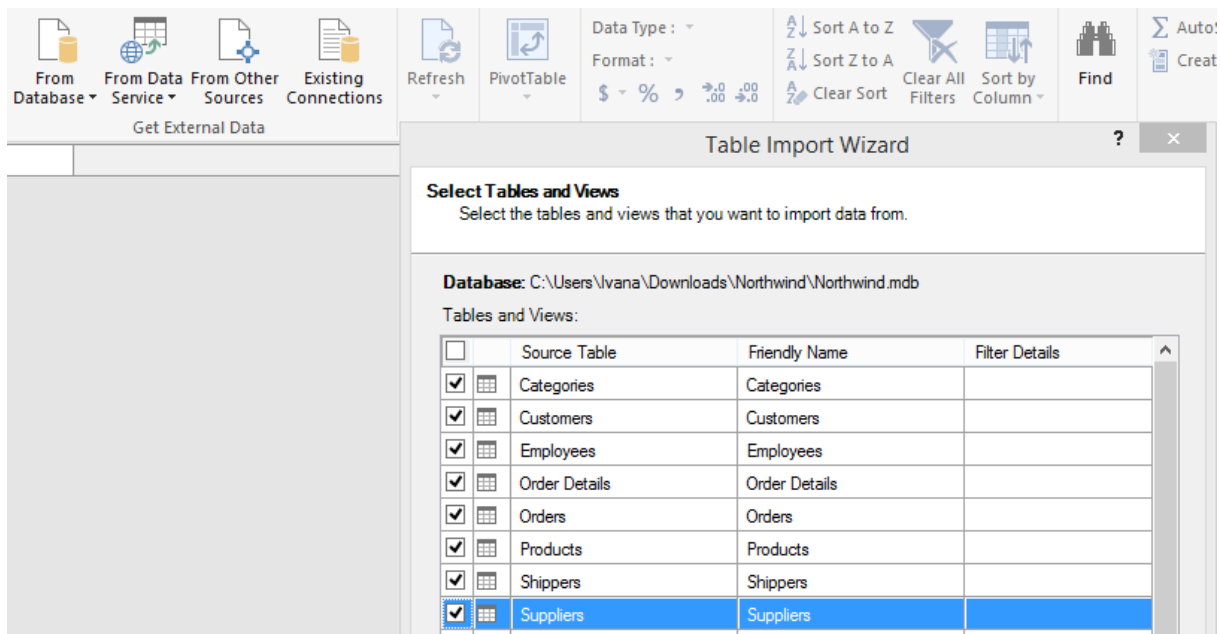 From Database
From Data Service
From Other Sources
Existing Connections
Get External Data
Refresh
PivotTable
Data Type :
Format :
$ % ,
.00 .0
A Z Sort A to Z
Z A Sort Z to A
Clear Sort
Clear All Filters
Sort by Column
Find
Σ
Table Import Wizard
?
×
Select Tables and Views
Select the tables and views that you want to import data from.
Database: C:\Users\Ivana\Downloads\Northwind\Northwind.mdb
Tables and Views:
Source Table Friendly Name Filter Details
Categories Categories
Customers Customers
Employees Employees
Order Details Order Details
Orders Orders
Products Products
Shippers Shippers
Suppliers Suppliers